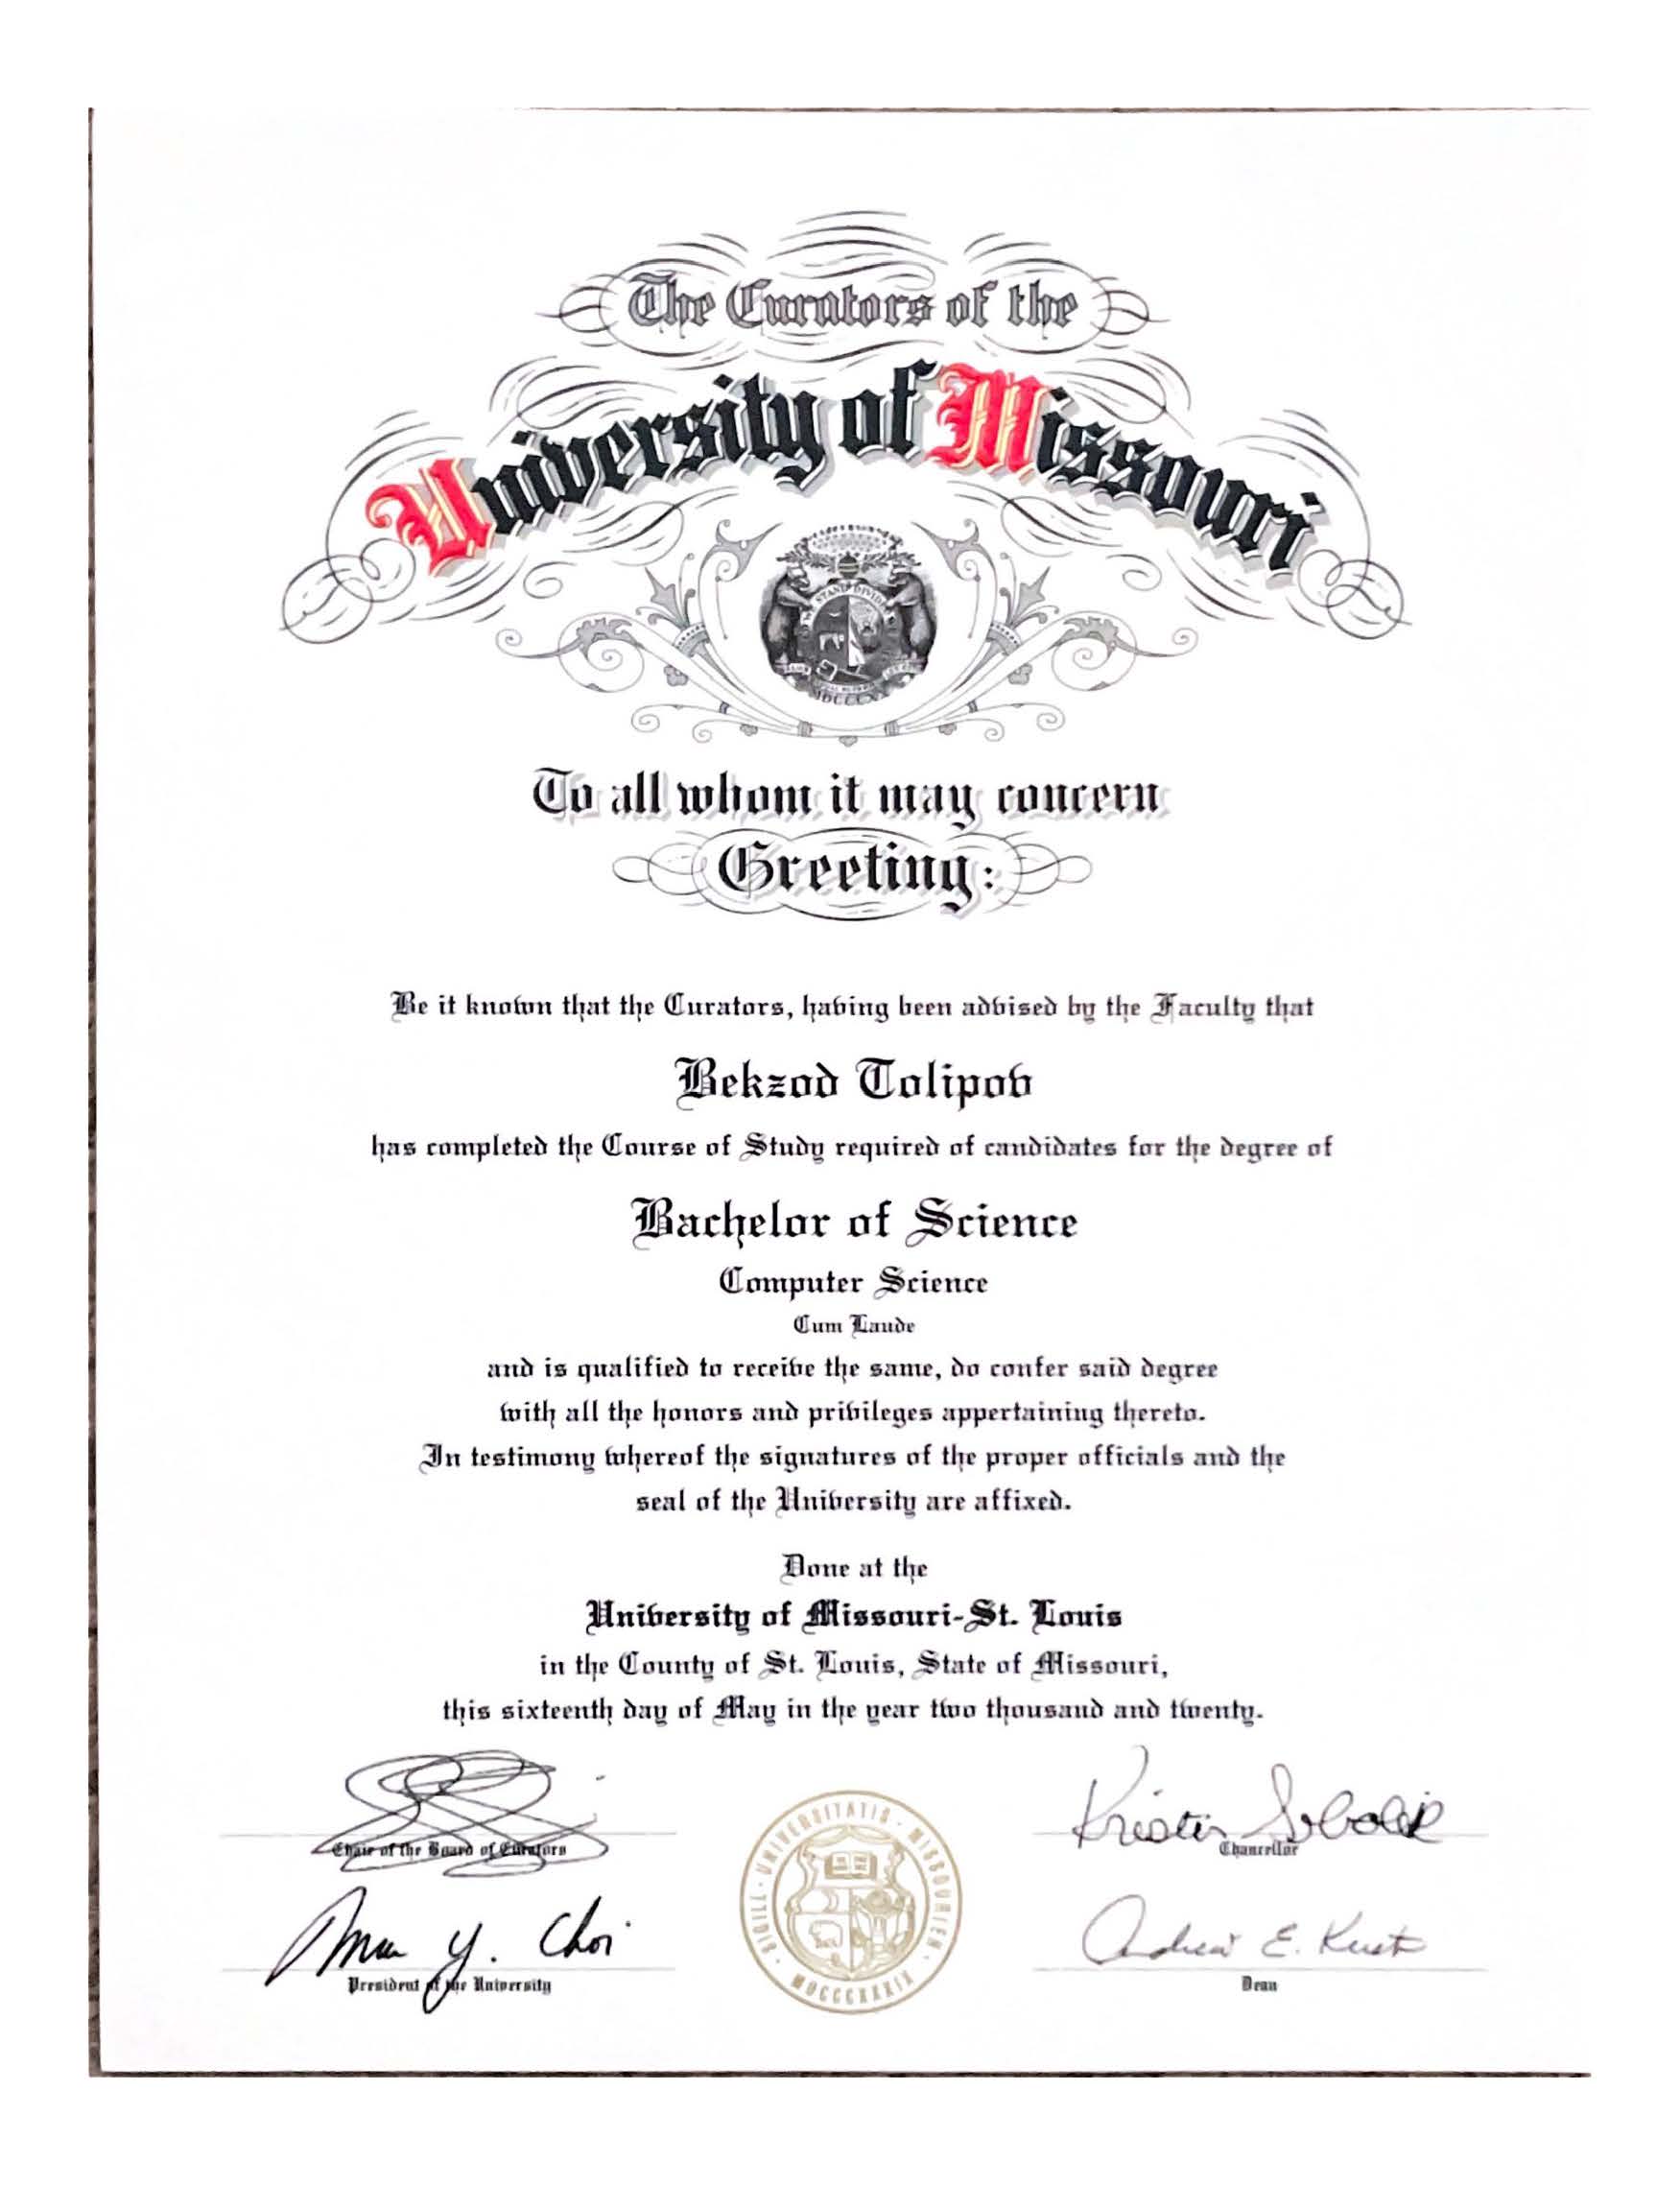 The Curators of the
University of Missouri
To all whom it may concern
Greeting:
Be it known that the Curators, having been advised by the Faculty that
Bekzod Tolipov
has completed the Course of Study required of candidates for the degree of
Bachelor of Science
Computer Science
Cum Laude
and is qualified to receive the same, do confer said degree
with all the honors and privileges appertaining thereto.
In testimony whereof the signatures of the proper officials and the
seal of the University are affixed.
Done at the
University of Missouri-St. Louis
in the County of St. Louis, State of Missouri,
this sixteenth day of May in the year two thousand and twenty.
Chair of the Board of Curators
Chancellor
Y. Choi
Andrew E. Kersten
President of the University
Dean
SIGILL · UNIVERSITATIS · MISSOURIEN · MDCCCXXXIX